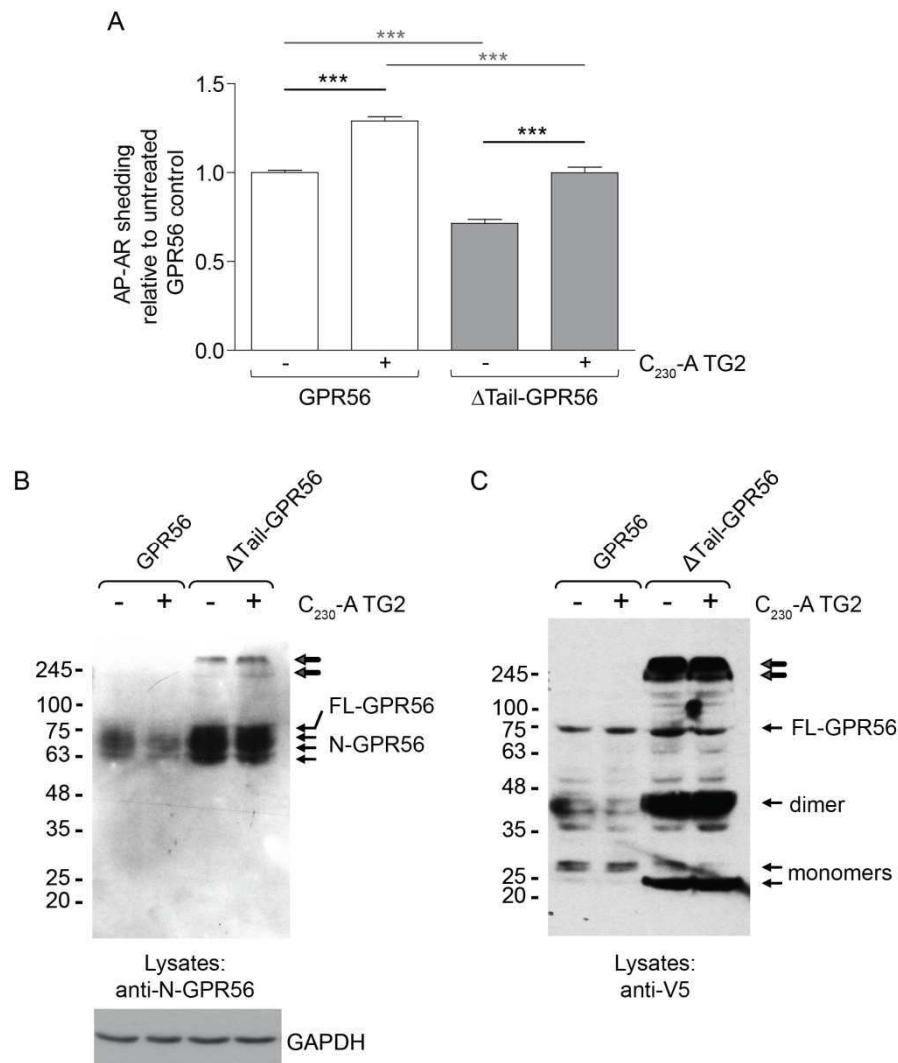 A
***
***
***
***
1.5
1.0
0.5
0.0
AP-AR shedding
relative to untreated
GPR56 control
- + - + C230-A TG2
GPR56 ΔTail-GPR56
B
GPR56 ΔTail-GPR56
- + - + C230-A TG2
245-
100-
75-
63-
48-
35-
25-
20-
FL-GPR56
N-GPR56
Lysates:
anti-N-GPR56
GAPDH
C
GPR56 ΔTail-GPR56
- + - + C230-A TG2
245-
100-
75-
63-
48-
35-
25-
20-
FL-GPR56
dimer
monomers
Lysates:
anti-V5